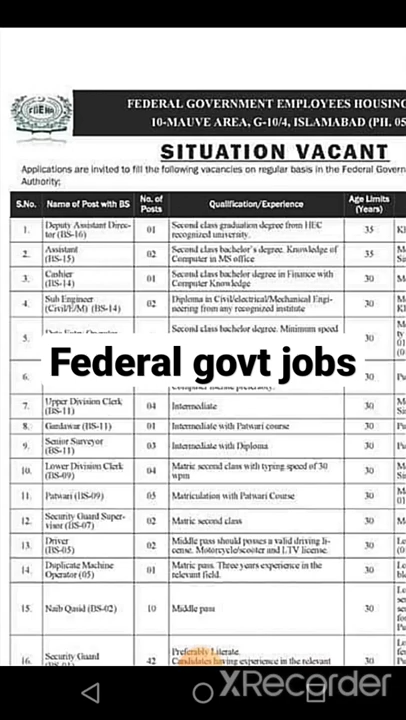 FGEHA
FEDERAL GOVERNMENT EMPLOYEES HOUSING
10-MAUVE AREA, G-10/4, ISLAMABAD (PH. 05
SITUATION VACANT
Applications are invited to fill the following vacancies on regular basis in the Federal Govern
Authority;
S.No. Name of Post with BS No. of Posts Qualification/Experience Age Limits (Years)
1. Deputy Assistant Direc-tor (BS-16) 01 Second class graduation degree from HEC recognized university. 35
2. Assistant (BS-15) 02 Second class bachelor's degree. Knowledge of Computer in MS office 35
3. Cashier (BS-14) 01 Second class bachelor degree in Finance with Computer Knowledge 30
4. Sub Engineer (Civil/E/M) (BS-14) 02 Diploma in Civil/electrical/Mechanical Engi-neering from any recognized institute 30
5. Second class bachelor degree. Minimum speed 30
Federal govt jobs
6. 30
7. Upper Division Clerk (BS-11) 04 Intermediate 30
8. Gardawar (BS-11) 01 Intermediate with Patwari course 30
9. Senior Surveyor (BS-11) 03 Intermediate with Diploma 30
10. Lower Division Clerk (BS-09) 04 Matric second class with typing speed of 30 wpm 30
11. Patwari (BS-09) 05 Matriculation with Patwari Course 30
12. Security Guard Super-visor (BS-07) 02 Matric second class 30
13. Driver (BS-05) 02 Middle pass should posses a valid driving li-cense. Motorcycle/scooter and LTV license. 30
14. Duplicate Machine Operator (05) 01 Matric pass. Three years experience in the relevant field. 30
15. Naib Qasid (BS-02) 10 Middle pass 30
16. Security Guard 42 Preferably Literate. Candidates having experience in the relevant 30
XRecorder